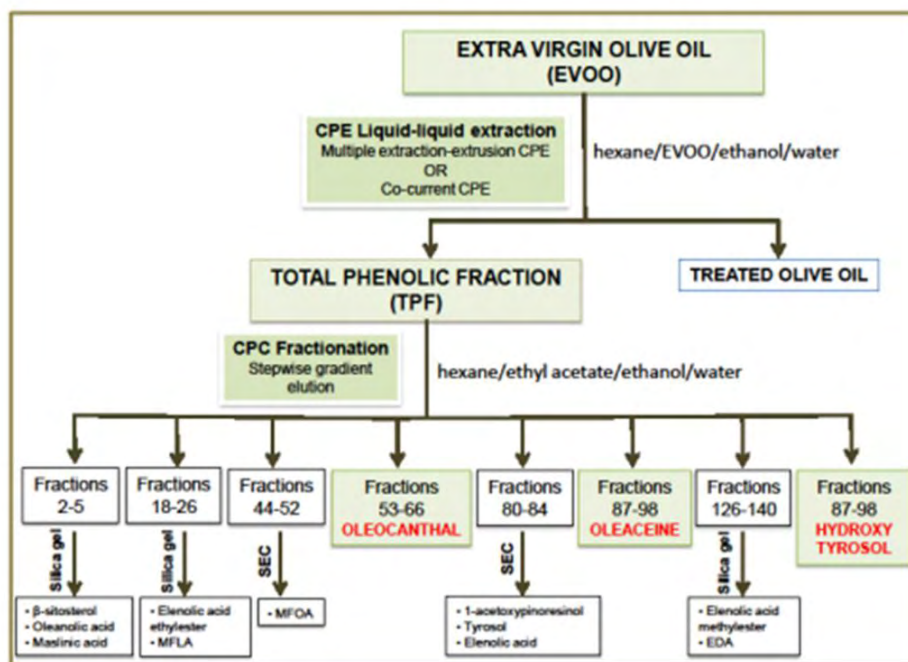 EXTRA VIRGIN OLIVE OIL
(EVOO)
CPE Liquid-liquid extraction
Multiple extraction-extrusion CPE
OR
Co-current CPE
hexane/EVOO/ethanol/water
TOTAL PHENOLIC FRACTION
(TPF)
TREATED OLIVE OIL
CPC Fractionation
Stepwise gradient
elution
hexane/ethyl acetate/ethanol/water
Fractions
2-5
Fractions
18-26
Fractions
44-52
Fractions
53-66
OLEOCANTHAL
Fractions
80-84
Fractions
87-98
OLEACEINE
Fractions
126-140
Fractions
87-98
HYDROXY
TYROSOL
Silica gel
Silica gel
SEC
SEC
Silica gel
• β-sitosterol
• Oleanolic acid
• Maslinic acid
• Elenolic acid
ethylester
• MFLA
• MFOA
• 1-acetoxypinoresinol
• Tyrosol
• Elenolic acid
• Elenolic acid
methylester
• EDA